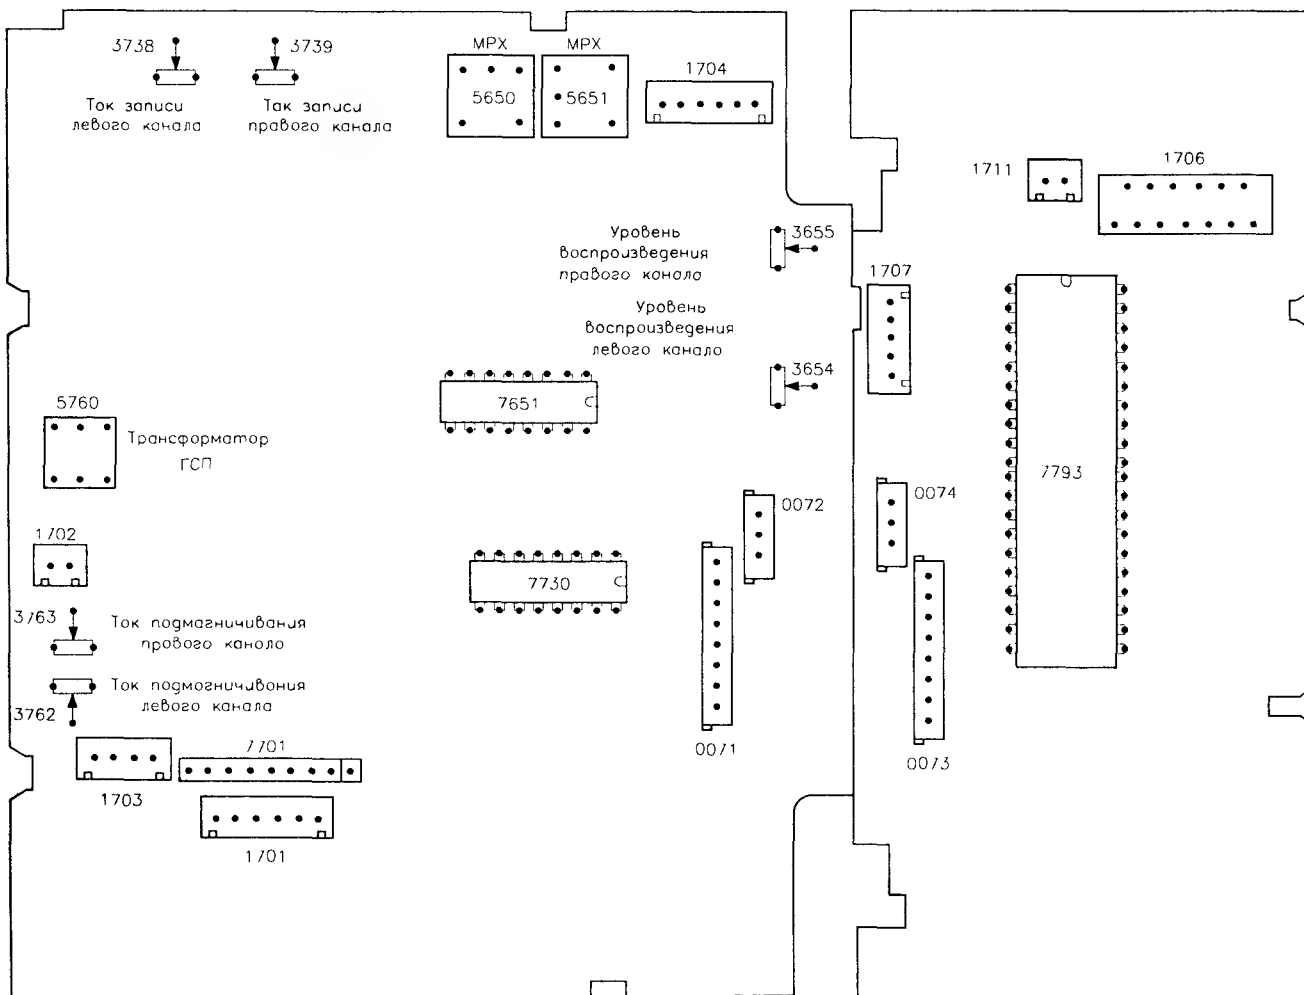 3738
3739
MPX
MPX
1704
5650
5651
Ток записи
левого канала
Так записи
правого канала
1711
1706
Уровень
воспроизведения
правого канала
3655
1707
Уровень
воспроизведения
левого канало
3654
7651
5760
Трансформатор
ГСП
7793
0072
0074
1702
7730
3763
Ток подмагничивания
прового каноло
Ток подмогничивония
левого канала
3762
0071
0073
7701
1703
1701